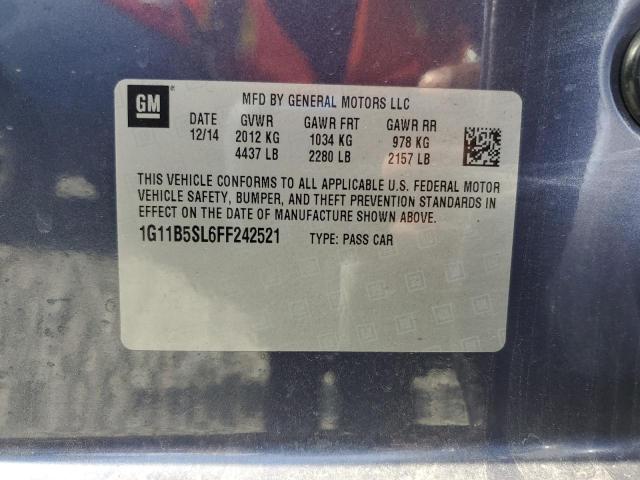 GM
MFD BY GENERAL MOTORS LLC
DATE GVWR GAWR FRT GAWR RR
12/14 2012 KG 1034 KG 978 KG
4437 LB 2280 LB 2157 LB
THIS VEHICLE CONFORMS TO ALL APPLICABLE U.S. FEDERAL MOTOR
VEHICLE SAFETY, BUMPER, AND THEFT PREVENTION STANDARDS IN
EFFECT ON THE DATE OF MANUFACTURE SHOWN ABOVE.
1G11B5SL6FF242521 TYPE: PASS CAR